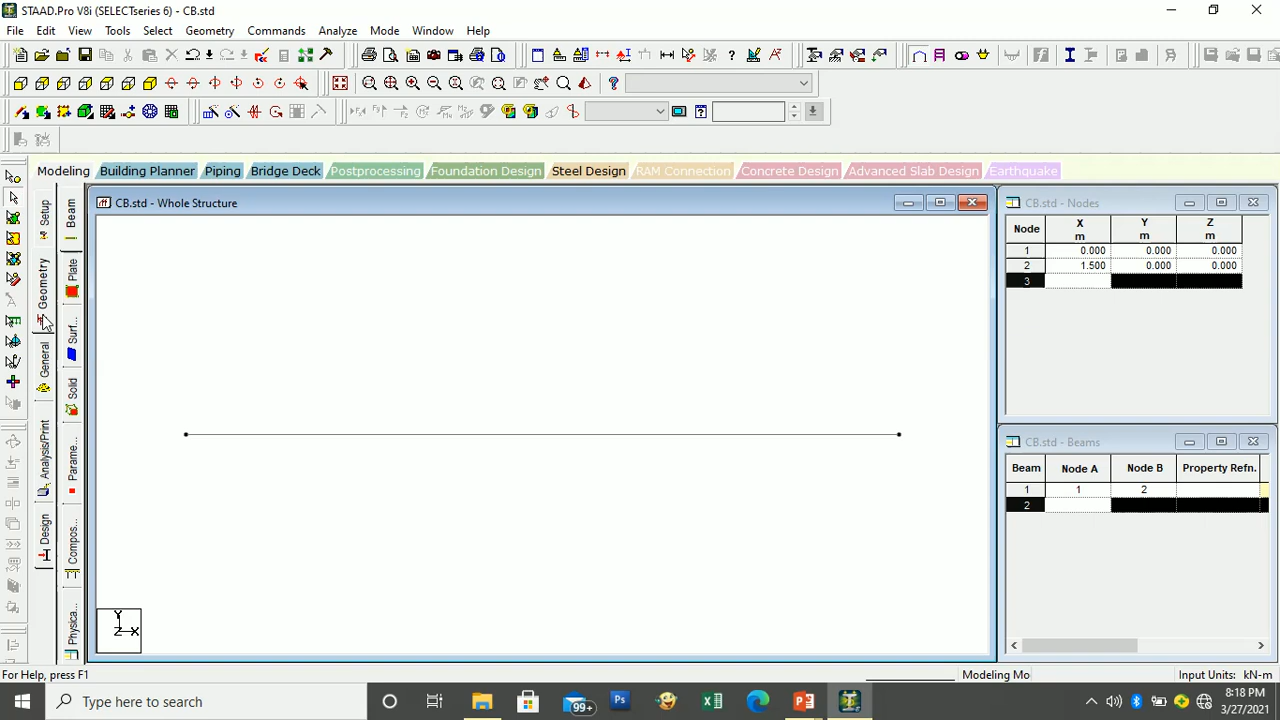 STAAD.Pro V8i (SELECTseries 6) - CB.std
File Edit View Tools Select Geometry Commands Analyze Mode Window Help
Modeling Building Planner Piping Bridge Deck Postprocessing Foundation Design Steel Design RAM Connection Concrete Design Advanced Slab Design Earthquake
Setup
Geometry
General
Analysis/Print
Design
Beam
Plate
Surf...
Solid
Parame...
Compos...
Physica...
CB.std - Whole Structure
Y
Z X
CB.std - Nodes
Node X m Y m Z m
1 0.000 0.000 0.000
2 1.500 0.000 0.000
3
CB.std - Beams
Beam Node A Node B Property Refn.
1 1 2
2
For Help, press F1
Modeling Mo
Input Units: kN-m
Type here to search
99+
Ps
8:18 PM
3/27/2021